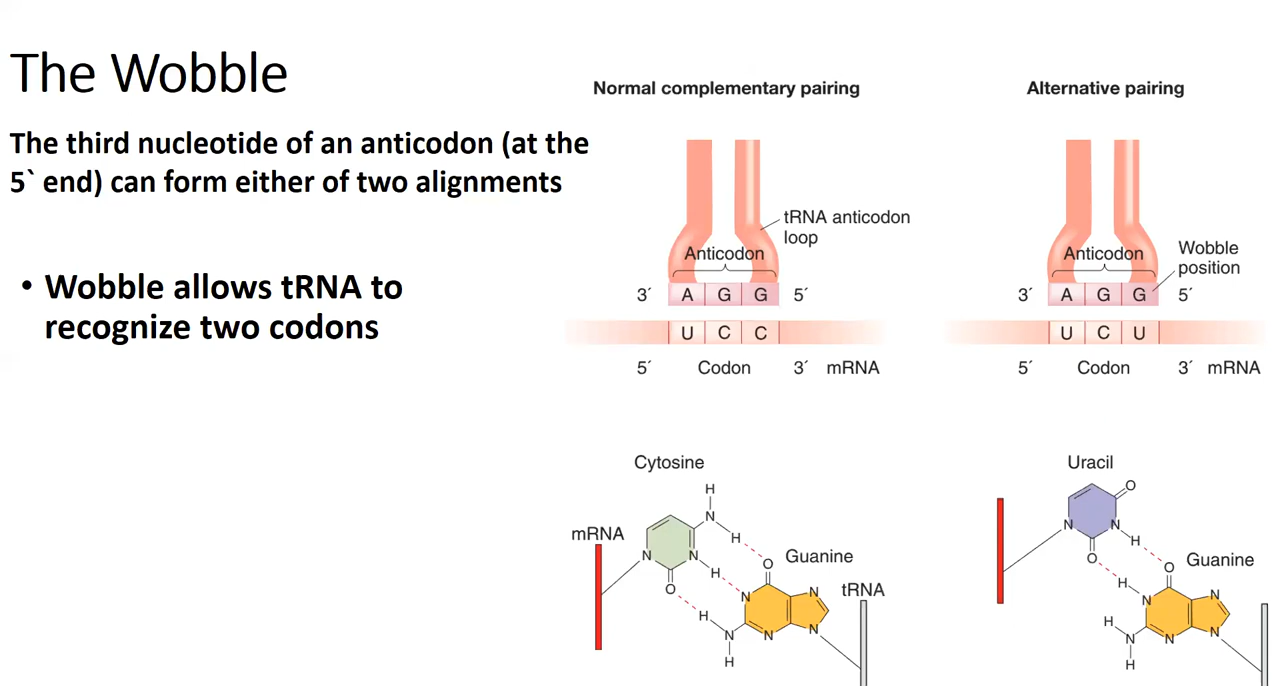 The Wobble
The third nucleotide of an anticodon (at the
5` end) can form either of two alignments
• Wobble allows tRNA to
recognize two codons
Normal complementary pairing
tRNA anticodon
loop
Anticodon
3´ A G G 5´
U C C
5´ Codon 3´ mRNA
Alternative pairing
Wobble
position
Anticodon
3´ A G G 5´
U C U
5´ Codon 3´ mRNA
Cytosine
H
N
H
mRNA
N N
H
O
Guanine
O
N
N
H
N
N
N
H
tRNA
Uracil
O
N N
H
O
Guanine
O
H
N
N
H
N
N
N
H